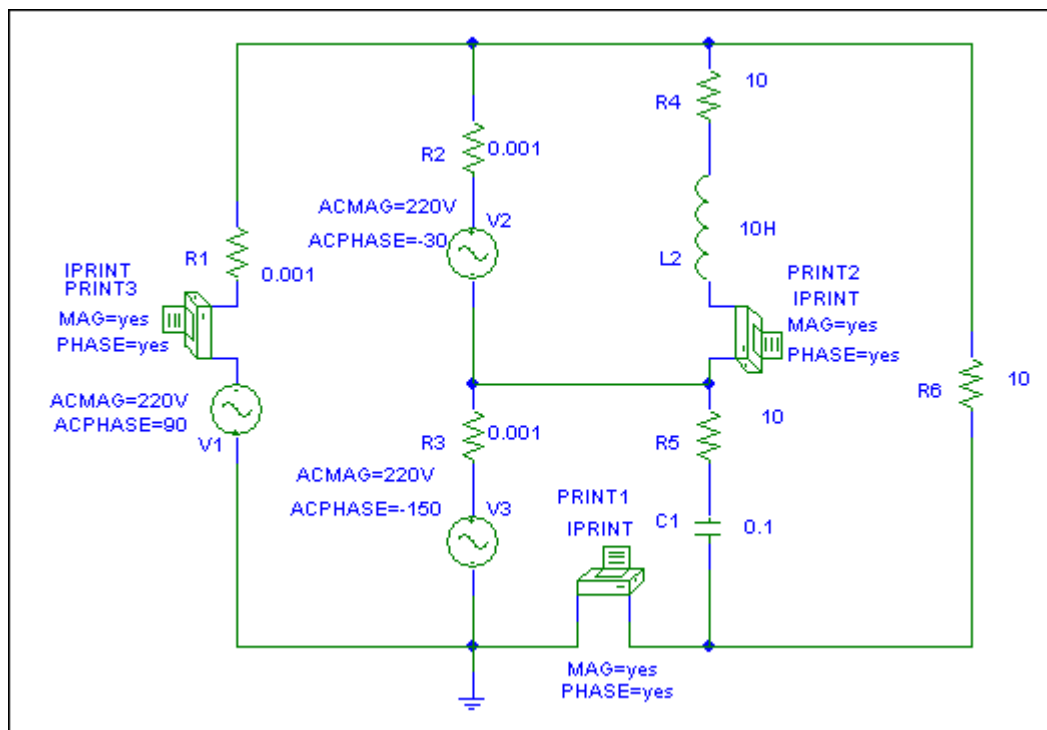 R4
10
R2
0.001
ACMAG=220V
V2
ACPHASE=-30
10H
L2
R1
0.001
IPRINT
PRINT3
MAG=yes
PHASE=yes
PRINT2
IPRINT
MAG=yes
PHASE=yes
R6
10
ACMAG=220V
ACPHASE=90
V1
R3
0.001
R5
10
ACMAG=220V
ACPHASE=-150
V3
PRINT1
IPRINT
C1
0.1
MAG=yes
PHASE=yes